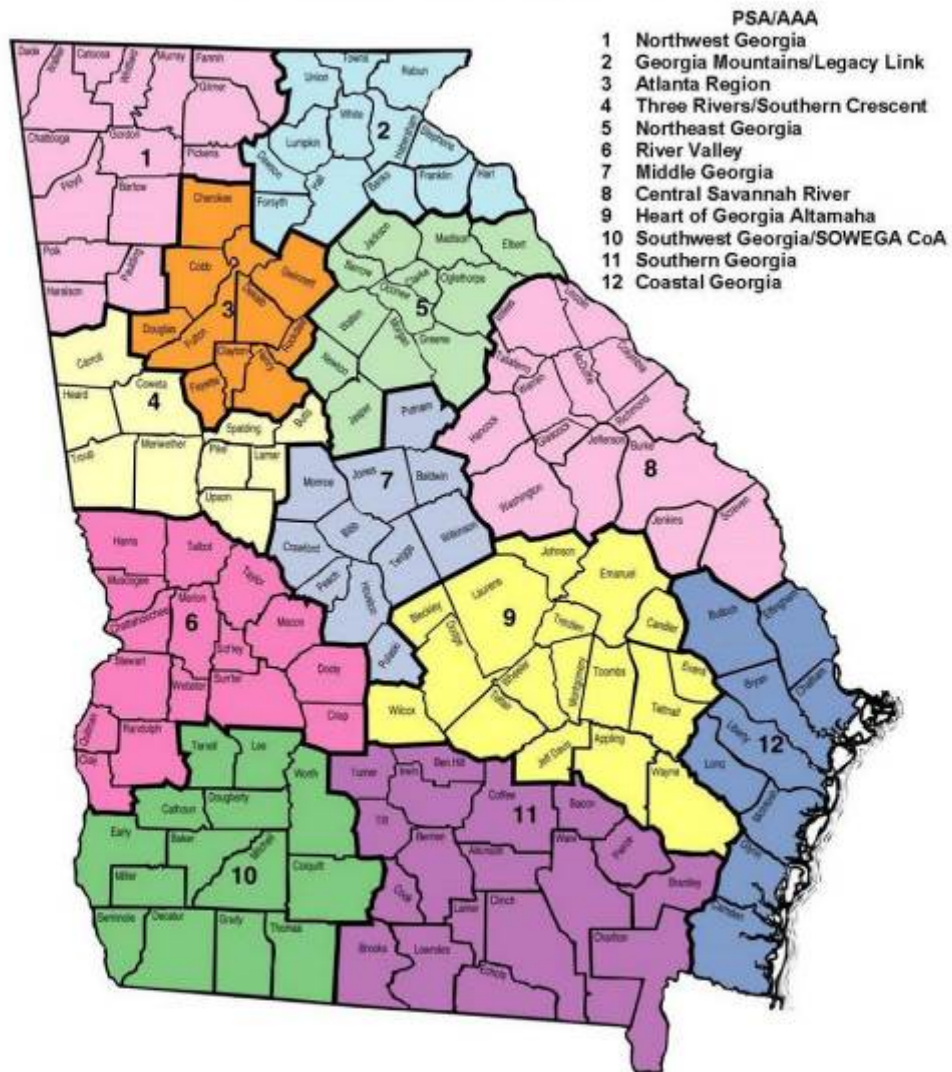 PSA/AAA
1 Northwest Georgia
2 Georgia Mountains/Legacy Link
3 Atlanta Region
4 Three Rivers/Southern Crescent
5 Northeast Georgia
6 River Valley
7 Middle Georgia
8 Central Savannah River
9 Heart of Georgia Altamaha
10 Southwest Georgia/SOWEGA CoA
11 Southern Georgia
12 Coastal Georgia
Dade
Walker
Catoosa
Whitfield
Murray
Fannin
Gilmer
Chattooga
Gordon
1
Pickens
Floyd
Bartow
Polk
Paulding
Haralson
Union
Towns
Rabun
White
2
Lumpkin
Habersham
Stephens
Dawson
Hall
Banks
Franklin
Hart
Forsyth
Cherokee
Cobb
Gwinnett
Dekalb
3
Douglas
Fulton
Rockdale
Clayton
Henry
Fayette
Jackson
Madison
Elbert
Barrow
Clarke
Oglethorpe
Oconee
5
Walton
Morgan
Greene
Newton
Jasper
Carroll
Heard
Coweta
4
Spalding
Butts
Troup
Meriwether
Pike
Lamar
Upson
Putnam
7
Monroe
Jones
Baldwin
Crawford
Bibb
Twiggs
Wilkinson
Peach
Houston
Pulaski
Lincoln
Taliaferro
Warren
McDuffie
Columbia
Richmond
Hancock
Glascock
Jefferson
Burke
8
Washington
Jenkins
Screven
Harris
Talbot
Muscogee
Taylor
Chattahoochee
Marion
6
Macon
Schley
Stewart
Webster
Sumter
Dooly
Crisp
Quitman
Randolph
Clay
Johnson
Emanuel
Laurens
Bleckley
9
Treutlen
Candler
Dodge
Wheeler
Montgomery
Toombs
Evans
Tattnall
Telfair
Wilcox
Jeff Davis
Appling
Wayne
Bulloch
Effingham
Bryan
Chatham
Liberty
12
Long
McIntosh
Glynn
Camden
Terrell
Lee
Worth
Calhoun
Dougherty
Early
Baker
Mitchell
Colquitt
Miller
10
Seminole
Decatur
Grady
Thomas
Turner
Irwin
Ben Hill
Coffee
11
Bacon
Tift
Berrien
Atkinson
Ware
Pierce
Brantley
Cook
Lanier
Clinch
Charlton
Brooks
Lowndes
Echols